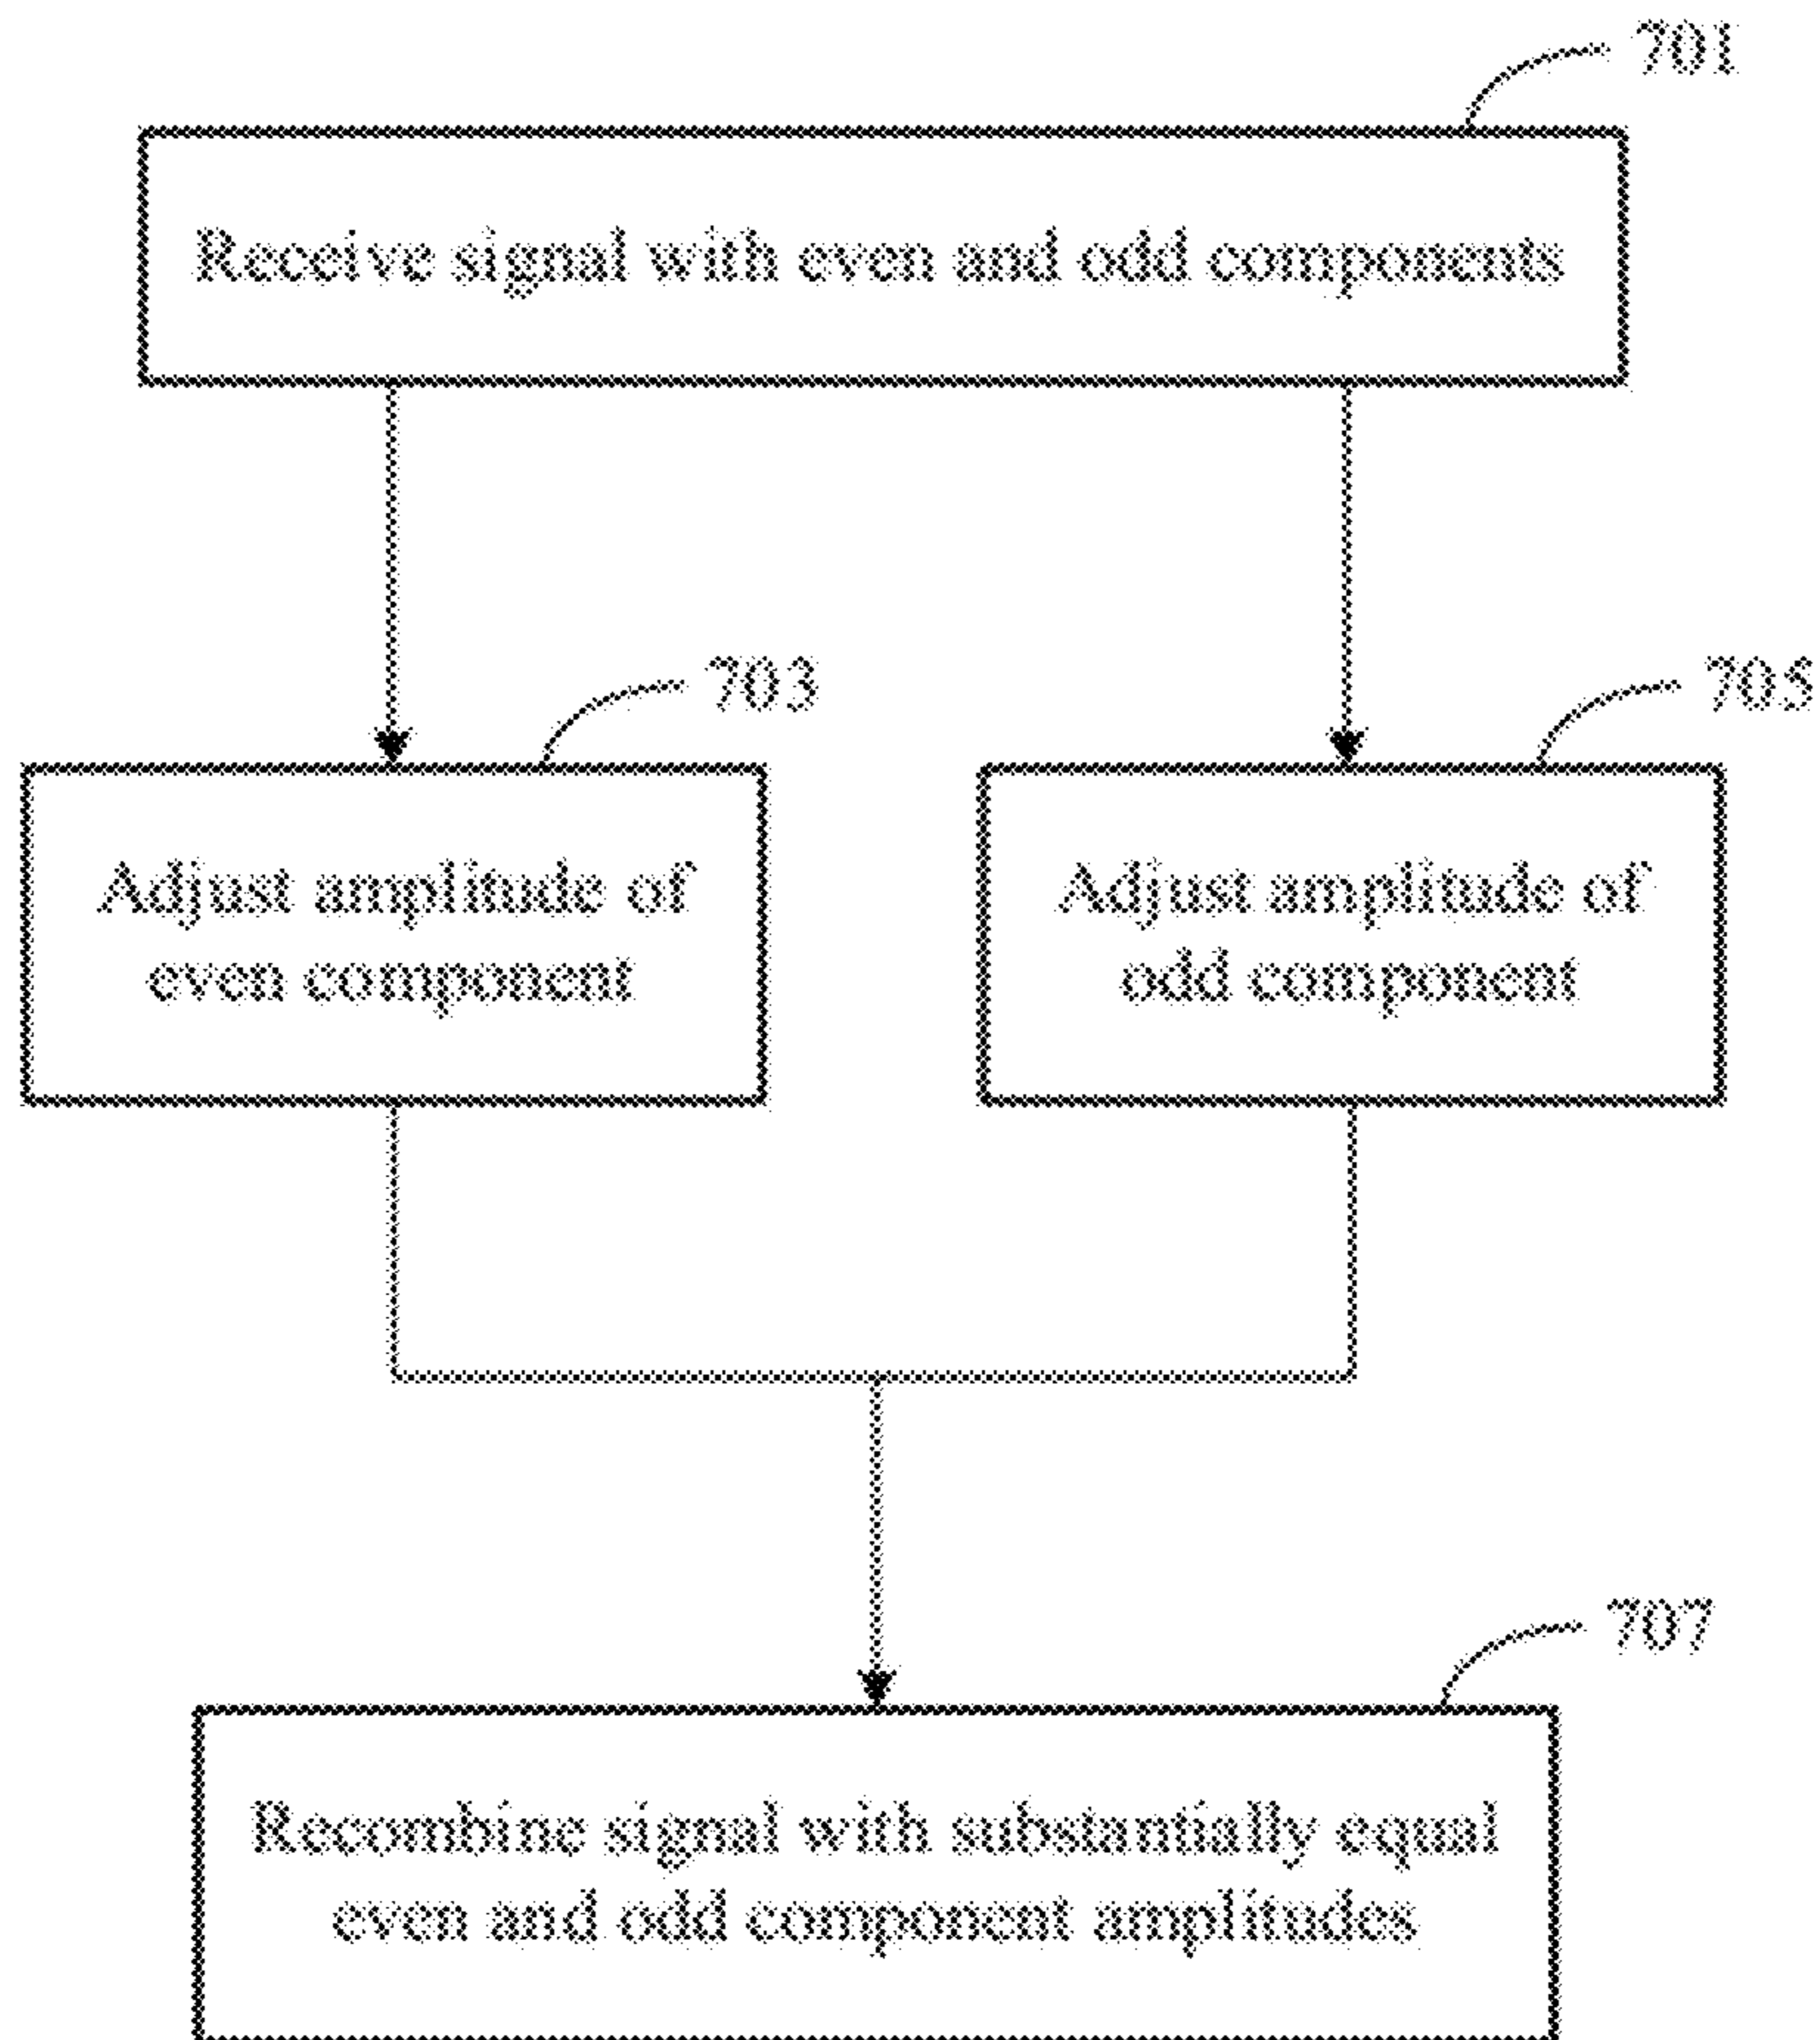 701
Receive signal with even and odd components
703
705
Adjust amplitude of
even component
Adjust amplitude of
odd component
707
Recombine signal with substantially equal
even and odd component amplitudes